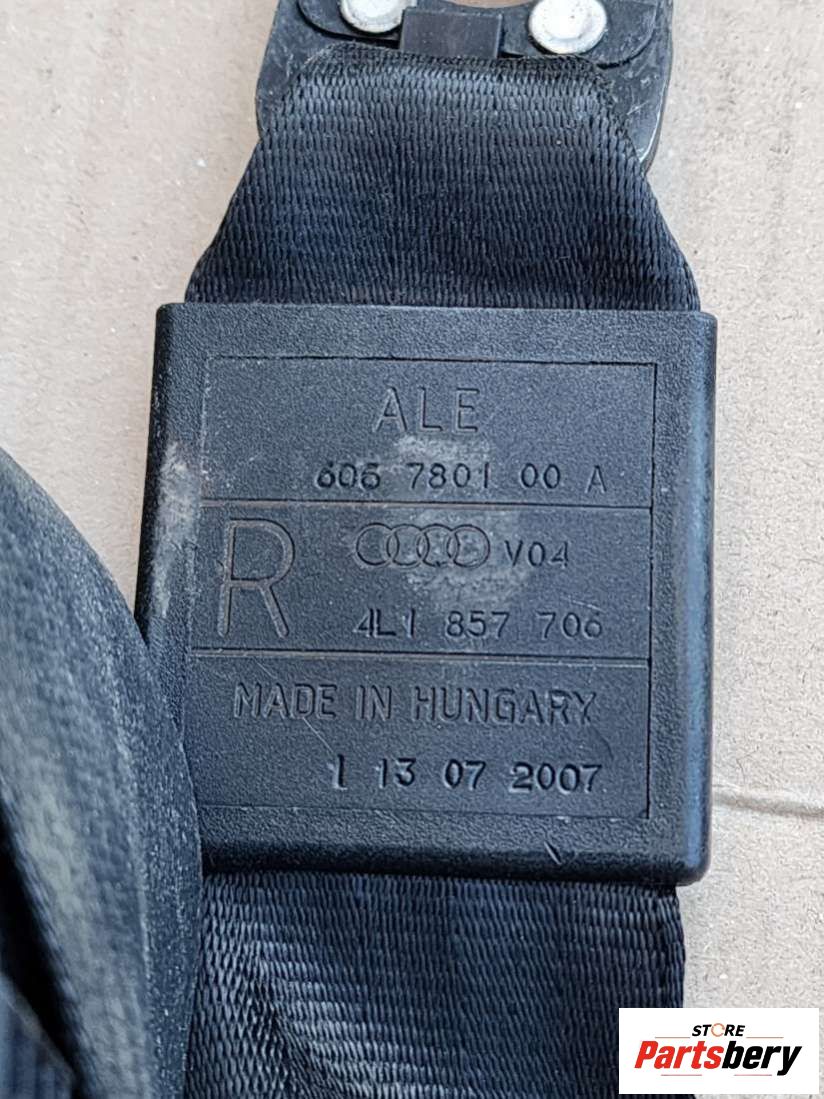 ALE
606 7801 00 A
R
V04
4L1 857 706
MADE IN HUNGARY
1 13 07 2007
STORE
Partsbery